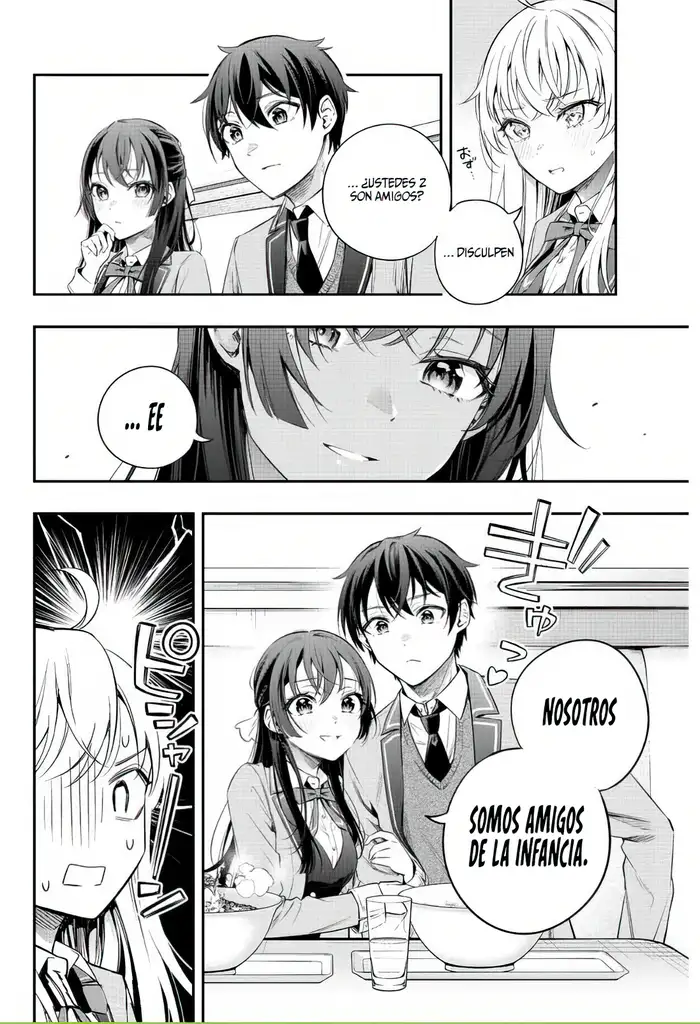 おず…
... DISCULPEN
... ¿USTEDES 2
SON AMIGOS?
... EE
ぎゅっ
NOSOTROS
SOMOS AMIGOS
DE LA INFANCIA.
ピシャーン